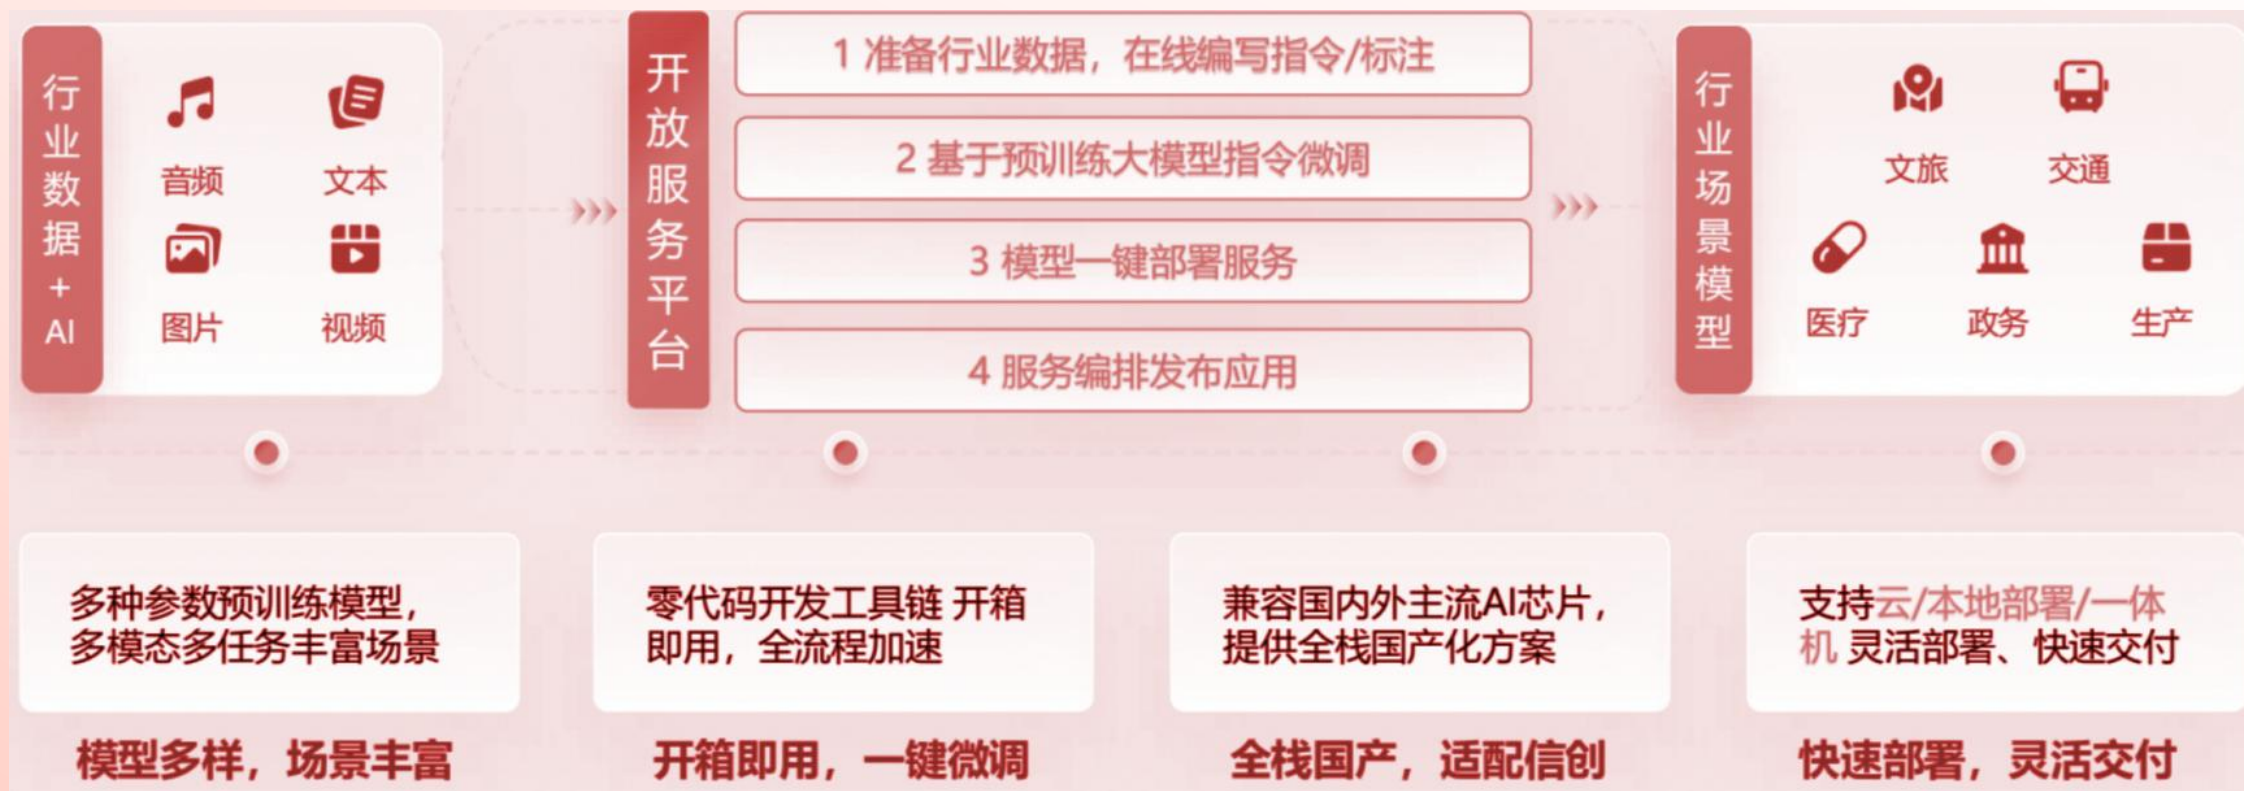 行业数据+AI
音频
文本
图片
视频
开放服务平台
1 准备行业数据，在线编写指令/标注
2 基于预训练大模型指令微调
3 模型一键部署服务
4 服务编排发布应用
行业场景模型
文旅
交通
医疗
政务
生产
多种参数预训练模型，
多模态多任务丰富场景
零代码开发工具链 开箱
即用，全流程加速
兼容国内外主流AI芯片，
提供全栈国产化方案
支持云/本地部署/一体
机 灵活部署、快速交付
模型多样，场景丰富
开箱即用，一键微调
全栈国产，适配信创
快速部署，灵活交付